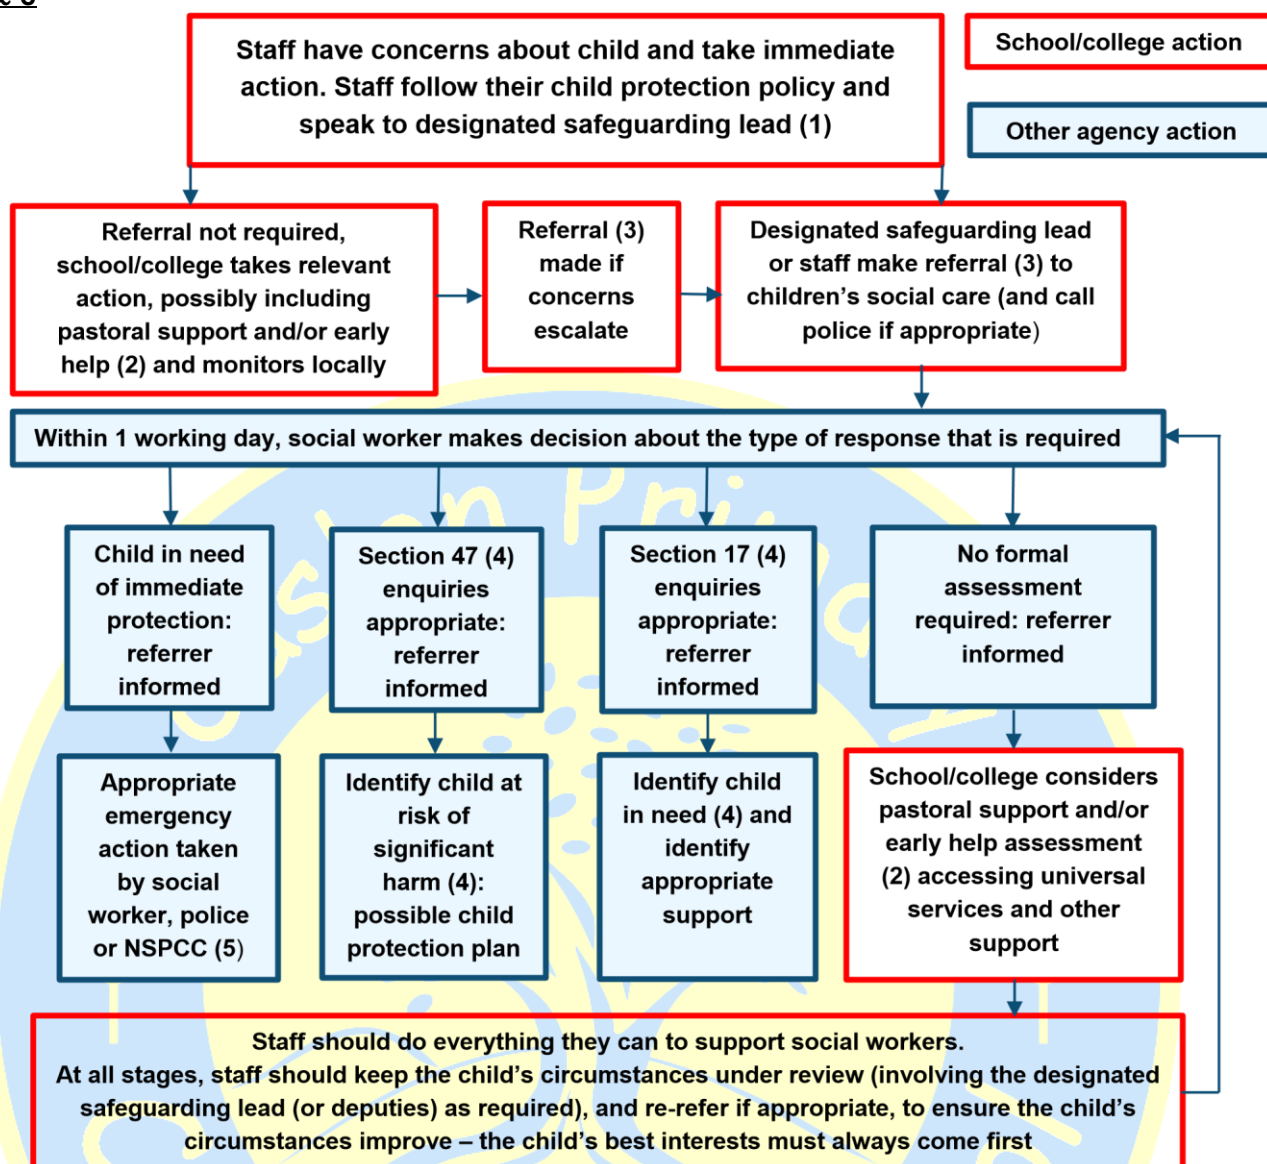 Staff have concerns about child and take immediate
action. Staff follow their child protection policy and
speak to designated safeguarding lead (1)
School/college action
Other agency action
Referral not required,
school/college takes relevant
action, possibly including
pastoral support and/or early
help (2) and monitors locally
Referral (3)
made if
concerns
escalate
Designated safeguarding lead
or staff make referral (3) to
children’s social care (and call
police if appropriate)
Within 1 working day, social worker makes decision about the type of response that is required
Child in need
of immediate
protection:
referrer
informed
Section 47 (4)
enquiries
appropriate:
referrer
informed
Section 17 (4)
enquiries
appropriate:
referrer
informed
No formal
assessment
required: referrer
informed
Appropriate
emergency
action taken
by social
worker, police
or NSPCC (5)
Identify child at
risk of
significant
harm (4):
possible child
protection plan
Identify child
in need (4) and
identify
appropriate
support
School/college considers
pastoral support and/or
early help assessment
(2) accessing universal
services and other
support
Staff should do everything they can to support social workers.
At all stages, staff should keep the child’s circumstances under review (involving the designated
safeguarding lead (or deputies) as required), and re-refer if appropriate, to ensure the child’s
circumstances improve – the child’s best interests must always come first